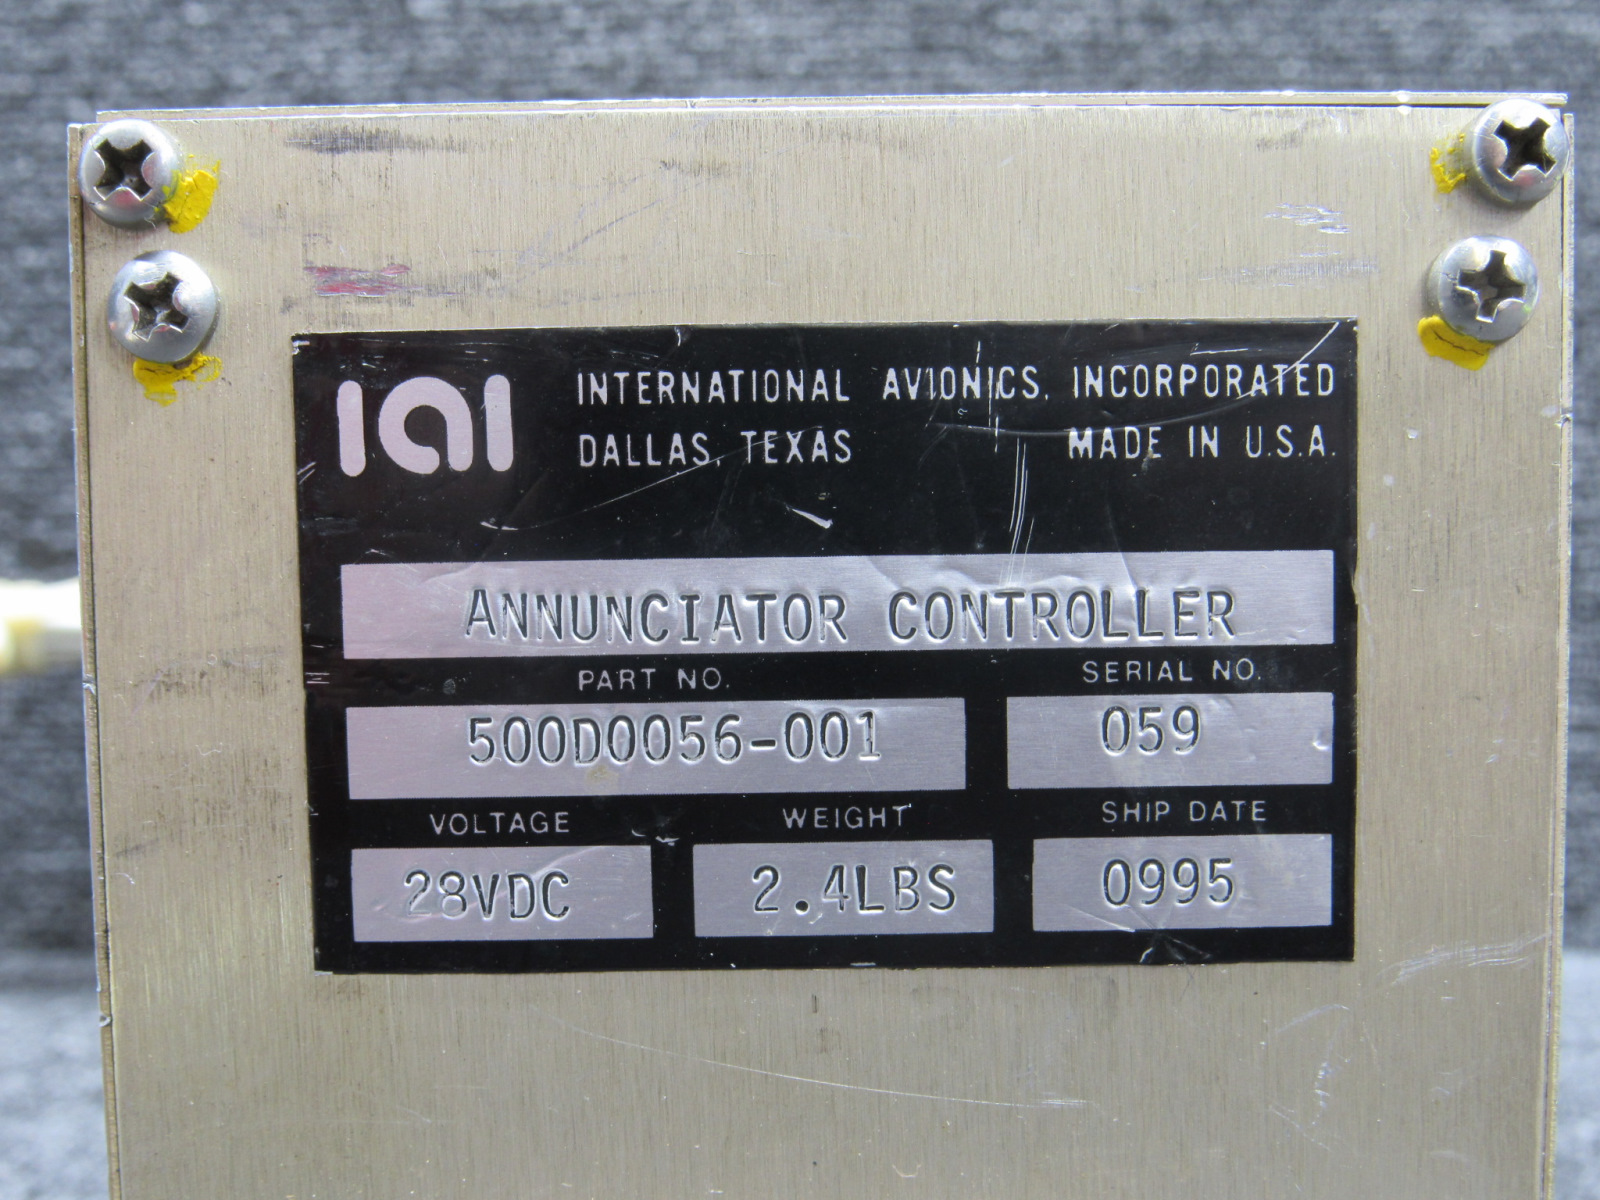 IAI
INTERNATIONAL AVIONICS, INCORPORATED
DALLAS, TEXAS MADE IN U.S.A.
ANNUNCIATOR CONTROLLER
PART NO. SERIAL NO.
500D0056-001 059
VOLTAGE WEIGHT SHIP DATE
28VDC 2.4LBS 0995